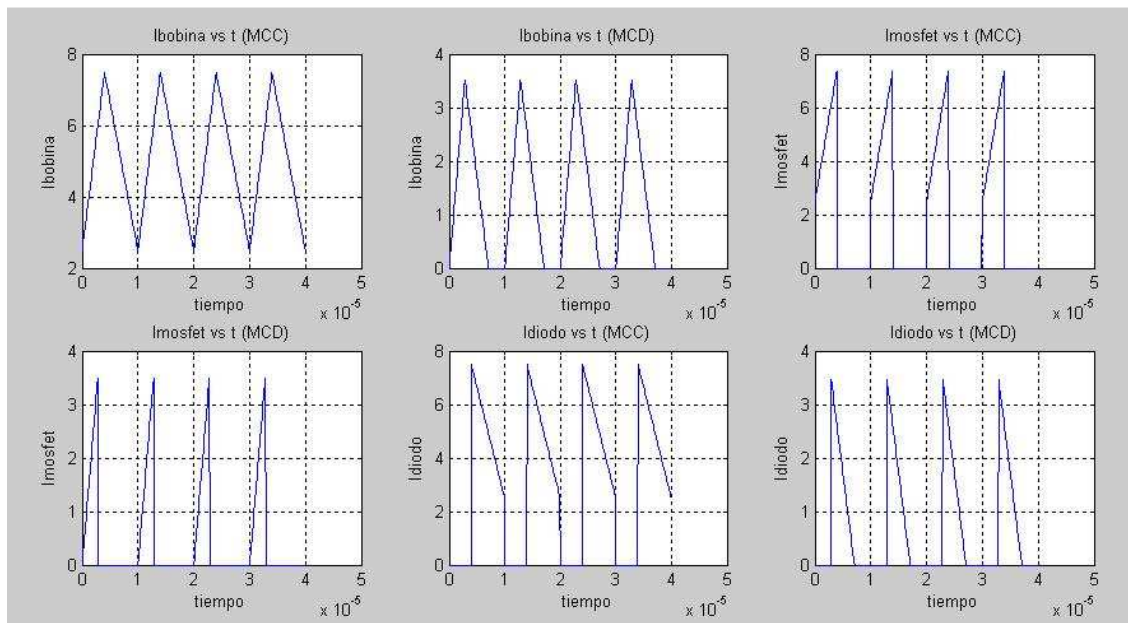 Ibobina vs t (MCC)
Ibobina
8
6
4
2
0 1 2 3 4 5
tiempo
x 10^-5
Ibobina vs t (MCD)
Ibobina
4
3
2
1
0
0 1 2 3 4 5
tiempo
x 10^-5
Imosfet vs t (MCC)
Imosfet
8
6
4
2
0
0 1 2 3 4 5
tiempo
x 10^-5
Imosfet vs t (MCD)
Imosfet
4
3
2
1
0
0 1 2 3 4 5
tiempo
x 10^-5
Idiodo vs t (MCC)
Idiodo
8
6
4
2
0
0 1 2 3 4 5
tiempo
x 10^-5
Idiodo vs t (MCD)
Idiodo
4
3
2
1
0
0 1 2 3 4 5
tiempo
x 10^-5